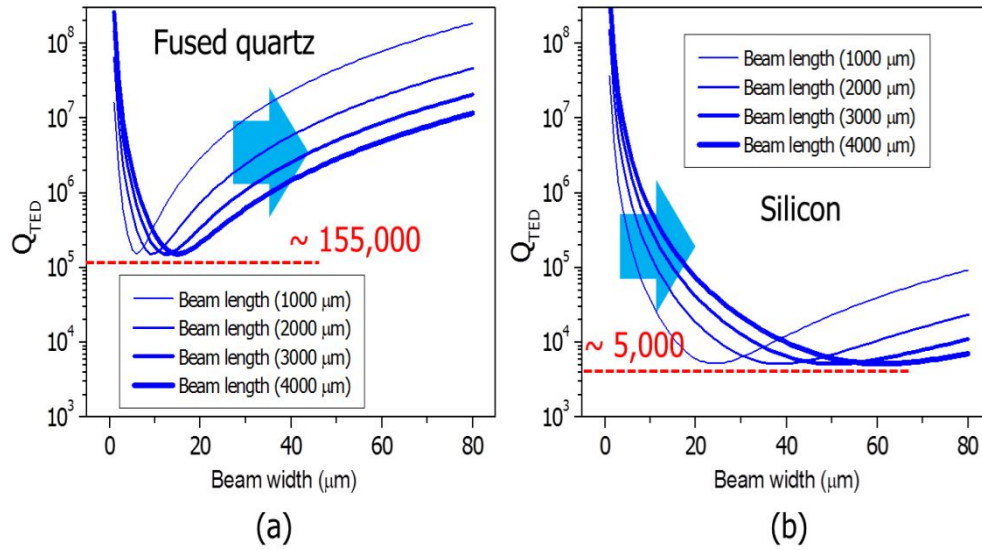 Fused quartz
Q_TED
10^8
10^7
10^6
10^5
10^4
10^3
~ 155,000
Beam length (1000 μm)
Beam length (2000 μm)
Beam length (3000 μm)
Beam length (4000 μm)
0 20 40 60 80
Beam width (μm)
(a)
Q_TED
10^8
10^7
10^6
10^5
10^4
10^3
Beam length (1000 μm)
Beam length (2000 μm)
Beam length (3000 μm)
Beam length (4000 μm)
Silicon
~ 5,000
0 20 40 60 80
Beam width (μm)
(b)